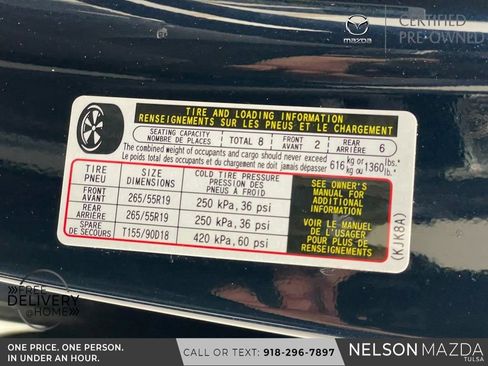 mazda
CERTIFIED
PRE-OWNED
TIRE AND LOADING INFORMATION
RENSEIGNEMENTS SUR LES PNEUS ET LE CHARGEMENT
SEATING CAPACITY
NOMBRE DE PLACES
TOTAL 8
FRONT
AVANT 2
REAR
ARRIÈRE 6
The combined weight of occupants and cargo should never exceed
Le poids total des occupants et du chargement ne doit jamais dépasser
616 kg or ou 1360 lbs. lb.
TIRE
PNEU
SIZE
DIMENSIONS
COLD TIRE PRESSURE
PRESSION DES
PNEUS À FROID
FRONT
AVANT
265/55R19
250 kPa, 36 psi
REAR
ARRIÈRE
265/55R19
250 kPa, 36 psi
SPARE
DE SECOURS
T155/90D18
420 kPa, 60 psi
SEE OWNER'S
MANUAL FOR
ADDITIONAL
INFORMATION
VOIR LE MANUEL
DE L'USAGER
POUR PLUS DE
RENSEIGNEMENTS
(KJK8A)
FREE
DELIVERY
@HOME
ONE PRICE. ONE PERSON.
IN UNDER AN HOUR.
CALL OR TEXT: 918-296-7897
NELSON MAZDA
TULSA